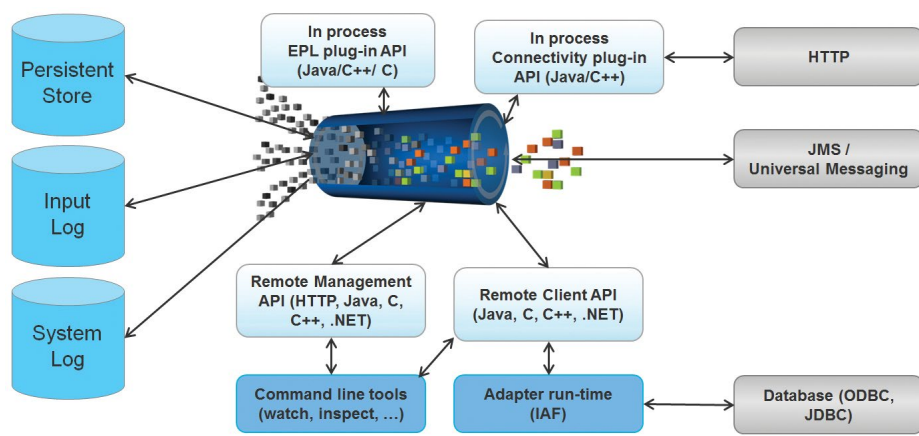 Persistent
Store
Input
Log
System
Log
In process
EPL plug-in API
(Java/C++/ C)
In process
Connectivity plug-in
API (Java/C++)
HTTP
JMS /
Universal Messaging
Remote Management
API (HTTP, Java, C,
C++, .NET)
Remote Client API
(Java, C, C++, .NET)
Command line tools
(watch, inspect, …)
Adapter run-time
(IAF)
Database (ODBC,
JDBC)